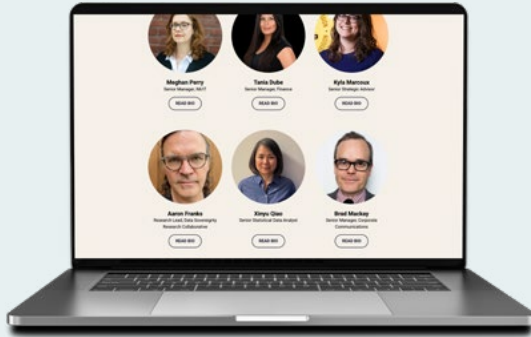 Meghan Perry
Tania Dube
Kyla Marcoux
Senior Manager, RKIT
Senior Manager, Finance
Senior Strategic Advisor
READ BIO
READ BIO
READ BIO
Aaron Franks
Xinyu Qiao
Brad Mackay
Research Lead, Data Sovereignty
Senior Statistical Data Analyst
Senior Manager, Corporate
Research Collaborative
Communications
READ BIO
READ BIO
READ BIO